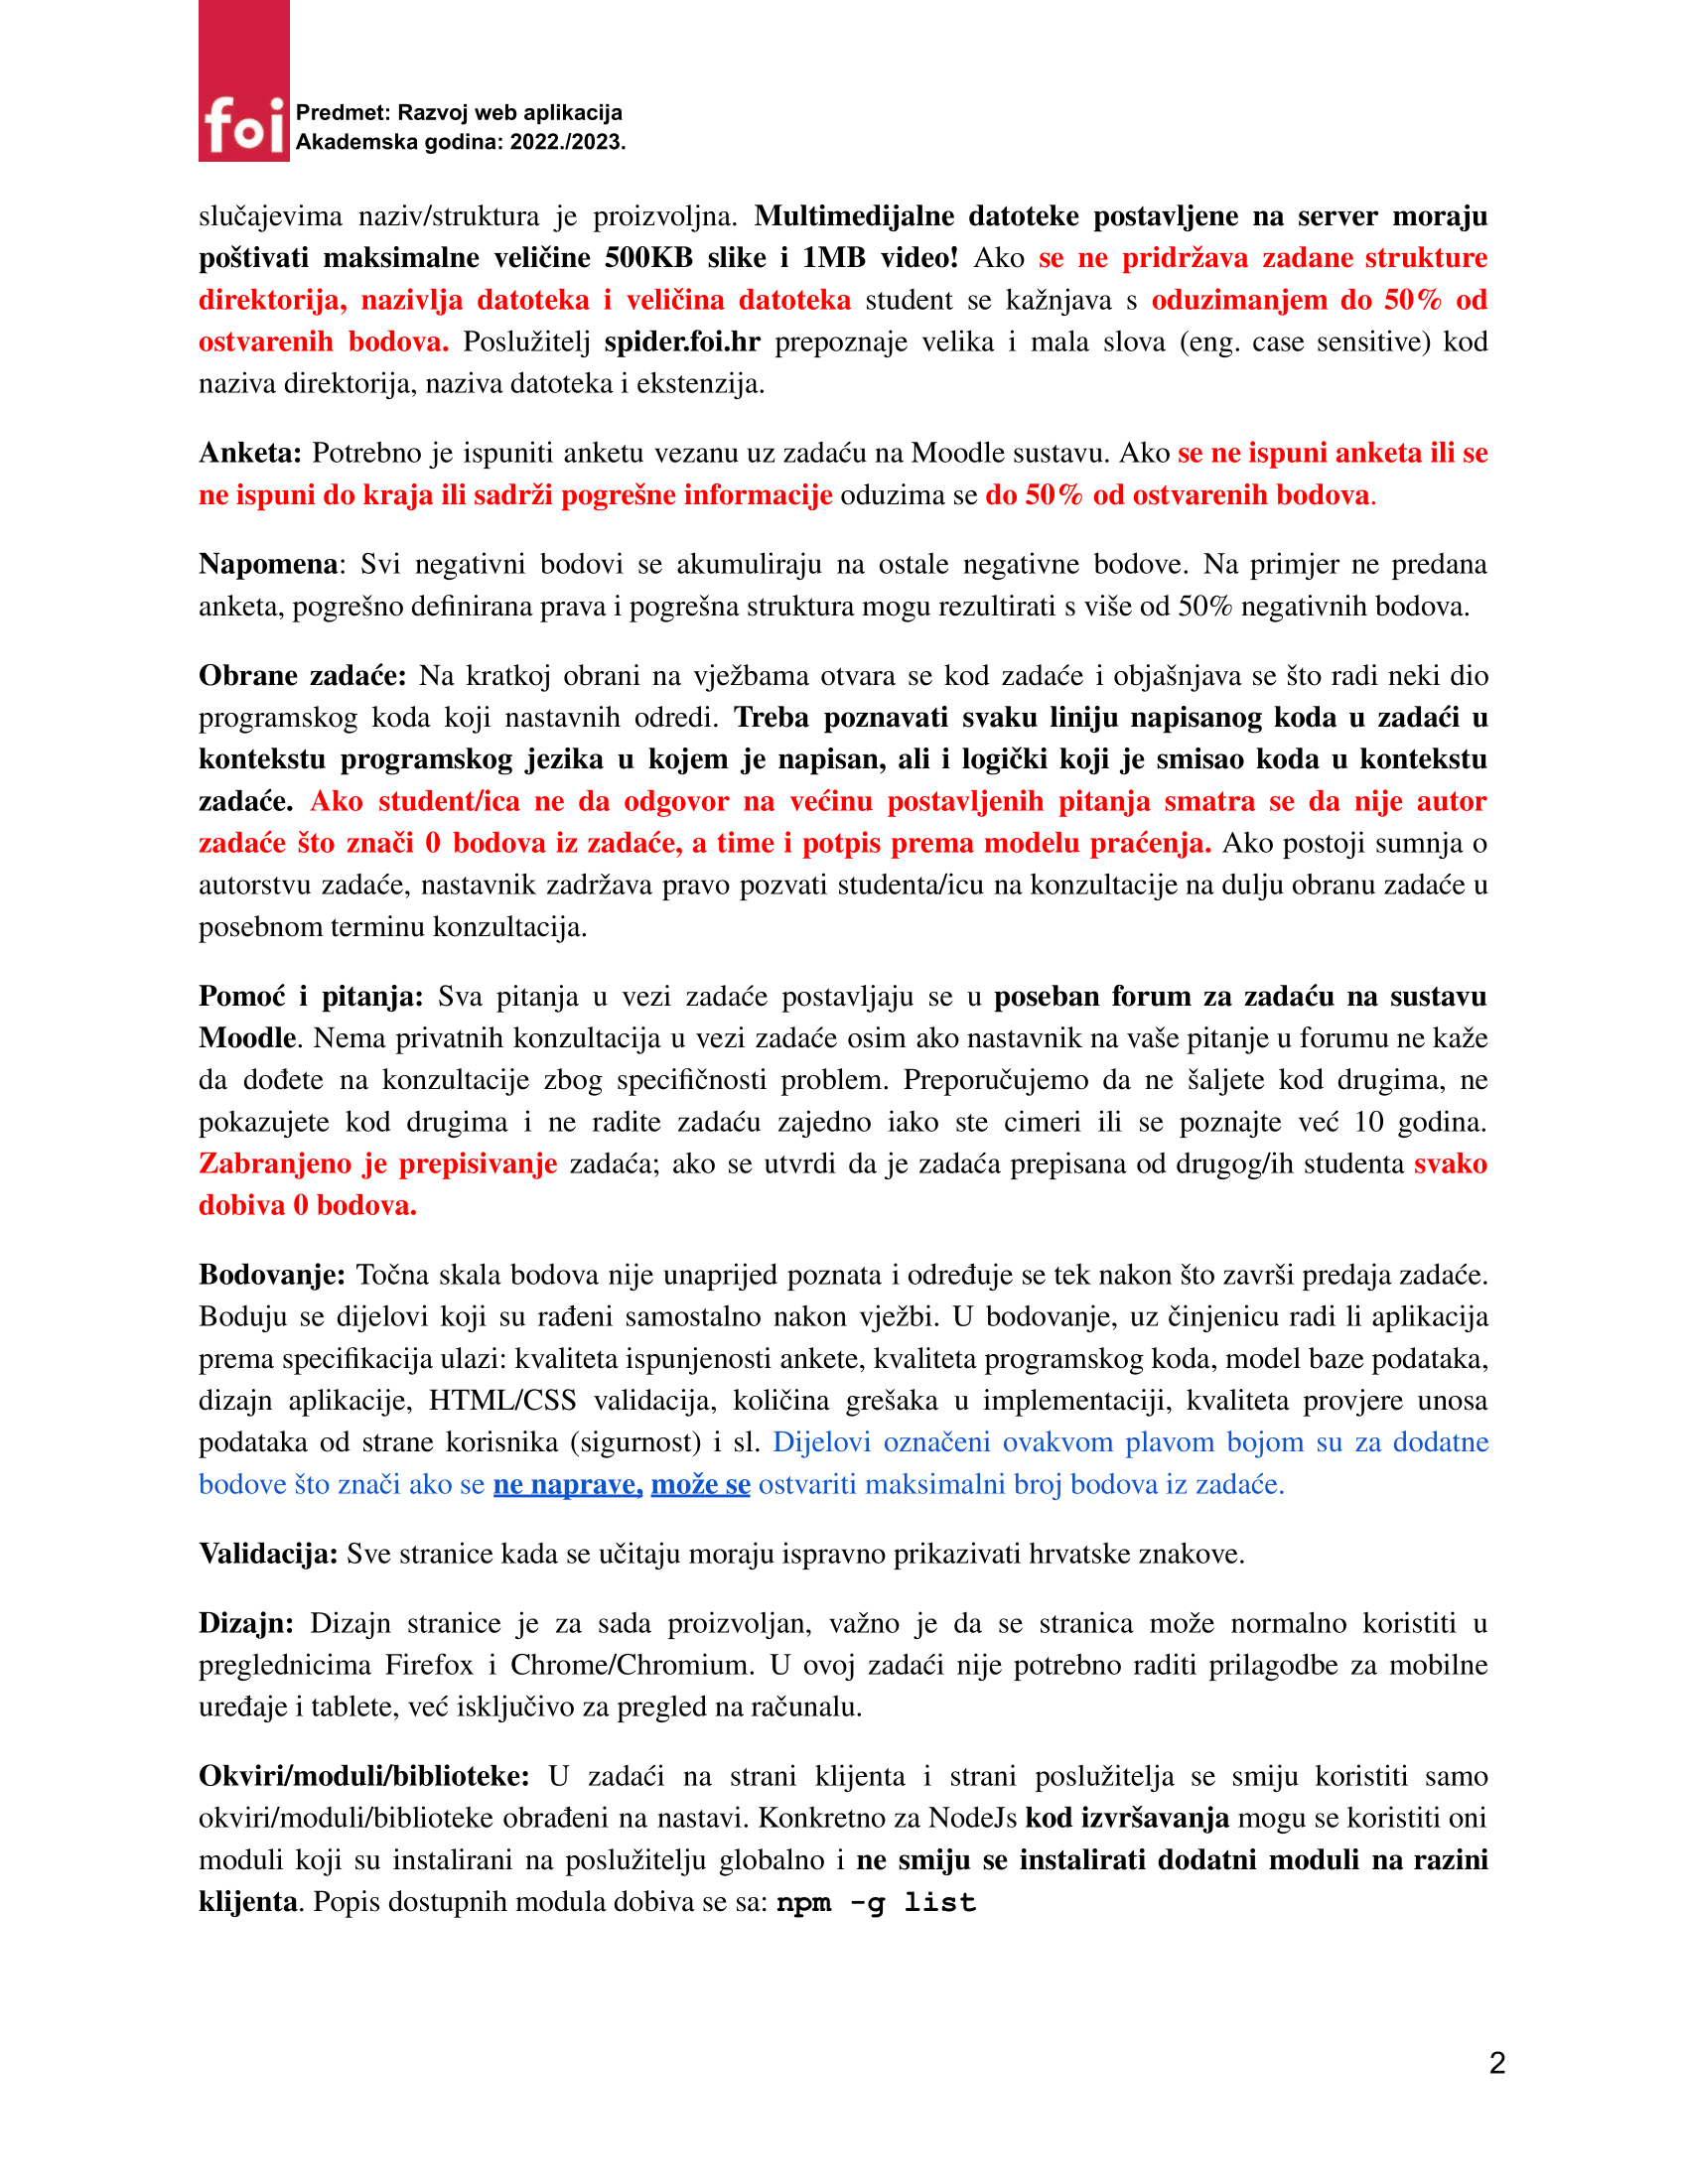 foi
Predmet: Razvoj web aplikacija
Akademska godina: 2022./2023.
slučajevima naziv/struktura je proizvoljna. Multimedijalne datoteke postavljene na server moraju
poštivati maksimalne veličine 500KB slike i 1MB video! Ako se ne pridržava zadane strukture
direktorija, nazivlja datoteka i veličina datoteka student se kažnjava s oduzimanjem do 50% od
ostvarenih bodova. Poslužitelj spider.foi.hr prepoznaje velika i mala slova (eng. case sensitive) kod
naziva direktorija, naziva datoteka i ekstenzija.
Anketa: Potrebno je ispuniti anketu vezanu uz zadaću na Moodle sustavu. Ako se ne ispuni anketa ili se
ne ispuni do kraja ili sadrži pogrešne informacije oduzima se do 50% od ostvarenih bodova.
Napomena: Svi negativni bodovi se akumuliraju na ostale negativne bodove. Na primjer ne predana
anketa, pogrešno definirana prava i pogrešna struktura mogu rezultirati s više od 50% negativnih bodova.
Obrane zadaće: Na kratkoj obrani na vježbama otvara se kod zadaće i objašnjava se što radi neki dio
programskog koda koji nastavnih odredi. Treba poznavati svaku liniju napisanog koda u zadaći u
kontekstu programskog jezika u kojem je napisan, ali i logički koji je smisao koda u kontekstu
zadaće. Ako student/ica ne da odgovor na većinu postavljenih pitanja smatra se da nije autor
zadaće što znači 0 bodova iz zadaće, a time i potpis prema modelu praćenja. Ako postoji sumnja o
autorstvu zadaće, nastavnik zadržava pravo pozvati studenta/icu na konzultacije na dulju obranu zadaće u
posebnom terminu konzultacija.
Pomoć i pitanja: Sva pitanja u vezi zadaće postavljaju se u poseban forum za zadaću na sustavu
Moodle. Nema privatnih konzultacija u vezi zadaće osim ako nastavnik na vaše pitanje u forumu ne kaže
da dođete na konzultacije zbog specifičnosti problem. Preporučujemo da ne šaljete kod drugima, ne
pokazujete kod drugima i ne radite zadaću zajedno iako ste cimeri ili se poznajte već 10 godina.
Zabranjeno je prepisivanje zadaća; ako se utvrdi da je zadaća prepisana od drugog/ih studenta svako
dobiva 0 bodova.
Bodovanje: Točna skala bodova nije unaprijed poznata i određuje se tek nakon što završi predaja zadaće.
Boduju se dijelovi koji su rađeni samostalno nakon vježbi. U bodovanje, uz činjenicu radi li aplikacija
prema specifikacija ulazi: kvaliteta ispunjenosti ankete, kvaliteta programskog koda, model baze podataka,
dizajn aplikacije, HTML/CSS validacija, količina grešaka u implementaciji, kvaliteta provjere unosa
podataka od strane korisnika (sigurnost) i sl. Dijelovi označeni ovakvom plavom bojom su za dodatne
bodove što znači ako se ne naprave, može se ostvariti maksimalni broj bodova iz zadaće.
Validacija: Sve stranice kada se učitaju moraju ispravno prikazivati hrvatske znakove.
Dizajn: Dizajn stranice je za sada proizvoljan, važno je da se stranica može normalno koristiti u
preglednicima Firefox i Chrome/Chromium. U ovoj zadaći nije potrebno raditi prilagodbe za mobilne
uređaje i tablete, već isključivo za pregled na računalu.
Okviri/moduli/biblioteke: U zadaći na strani klijenta i strani poslužitelja se smiju koristiti samo
okviri/moduli/biblioteke obrađeni na nastavi. Konkretno za NodeJs kod izvršavanja mogu se koristiti oni
moduli koji su instalirani na poslužitelju globalno i ne smiju se instalirati dodatni moduli na razini
klijenta. Popis dostupnih modula dobiva se sa: npm -g list
2